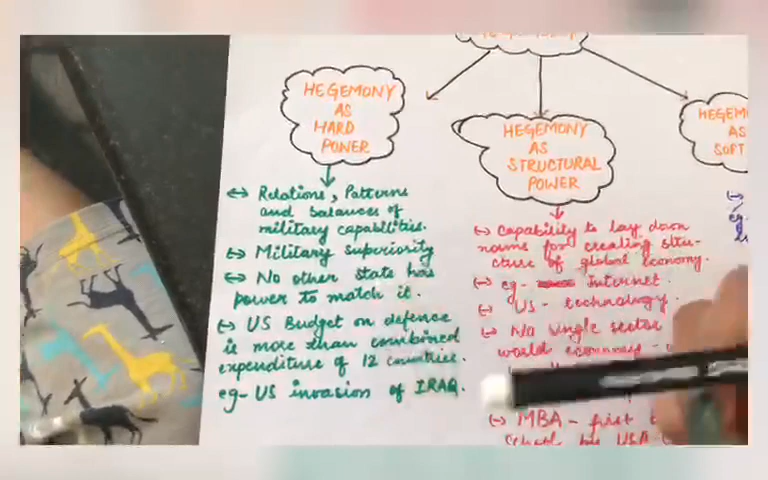 HEGEMONY
AS
HARD
POWER
↔ Relations, Patterns
and balances of
military capabilities.
↔ Military superiority
↔ No other state has
power to match it.
↔ US Budget on defence
is more than combined
expenditure of 12 countries.
eg- US invasion of IRAQ.
HEGEMONY
AS
STRUCTURAL
POWER
↔ Capability to lay down
norms for creating stru-
cture of global economy.
↔ eg- Internet.
↔ US - technology.
↔ No single sector
world economy -
↔ MBA - first
by USA
HEGEM
AS
SOFT
eg.